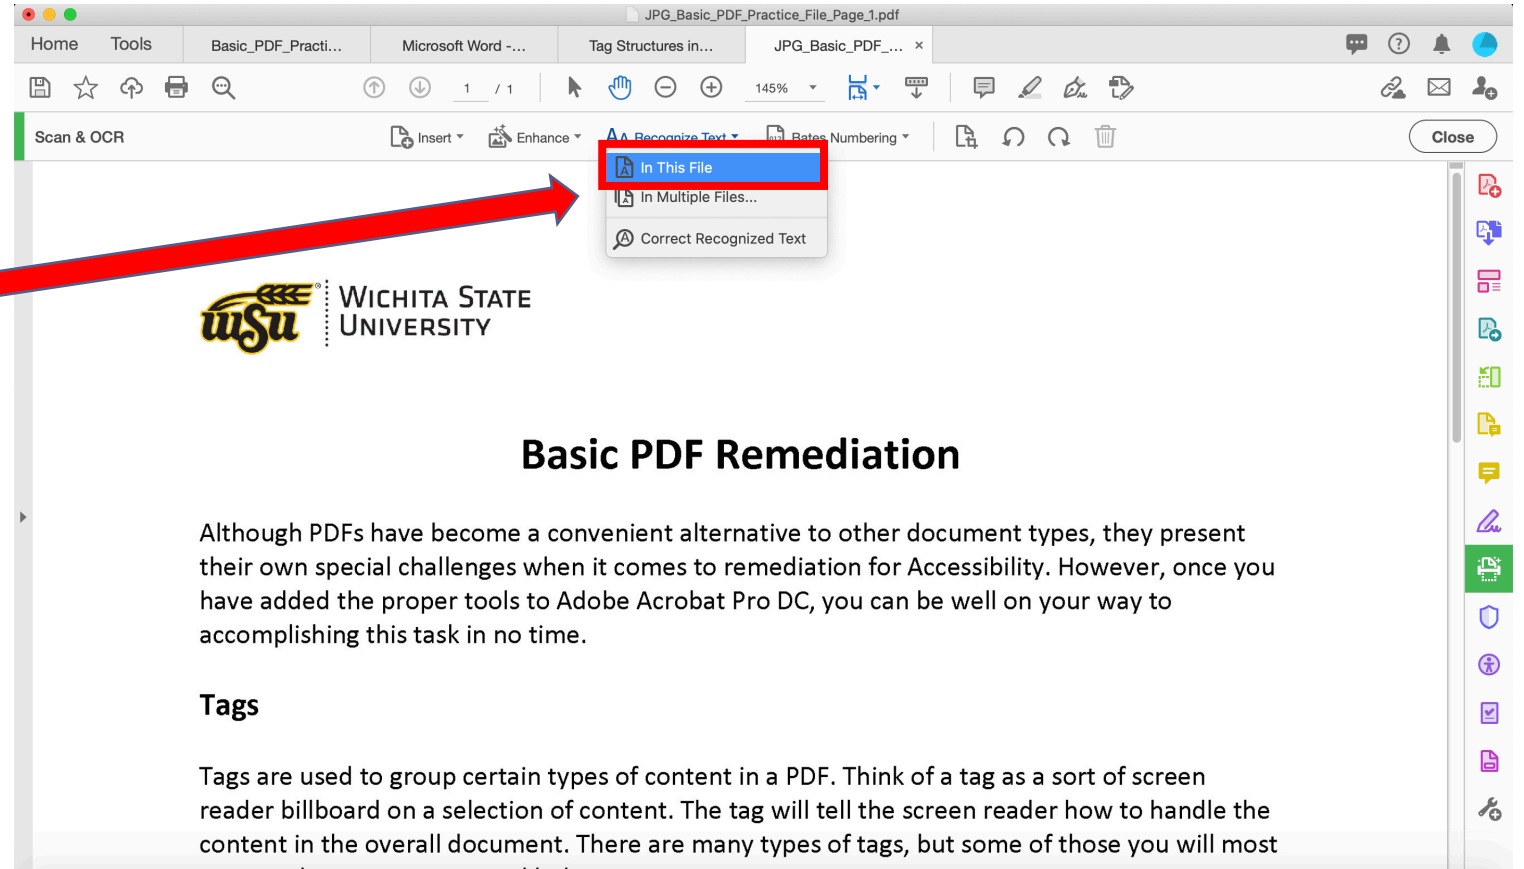 JPG_Basic_PDF_Practice_File_Page_1.pdf
Home Tools Basic_PDF_Practi... Microsoft Word -... Tag Structures in... JPG_Basic_PDF_... ×
1 / 1 145%
Scan & OCR Insert Enhance Recognize Text Bates Numbering Close
In This File
In Multiple Files...
Correct Recognized Text
wsu WICHITA STATE
UNIVERSITY
Basic PDF Remediation
Although PDFs have become a convenient alternative to other document types, they present
their own special challenges when it comes to remediation for Accessibility. However, once you
have added the proper tools to Adobe Acrobat Pro DC, you can be well on your way to
accomplishing this task in no time.
Tags
Tags are used to group certain types of content in a PDF. Think of a tag as a sort of screen
reader billboard on a selection of content. The tag will tell the screen reader how to handle the
content in the overall document. There are many types of tags, but some of those you will most